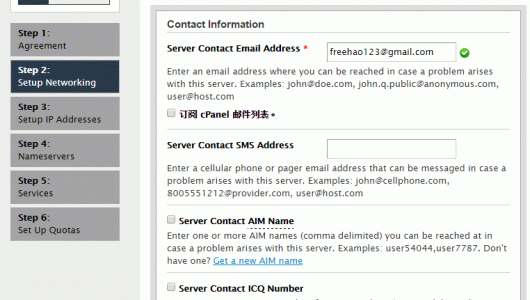 Step 1:
Agreement
Step 2:
Setup Networking
Step 3:
Setup IP Addresses
Step 4:
Nameservers
Step 5:
Services
Step 6:
Set Up Quotas
Contact Information
Server Contact Email Address *
freehao123@gmail.com
Enter an email address where you can be reached in case a problem arises
with this server. Examples: john@doe.com, john.q.public@anonymous.com,
user@host.com
订阅 cPanel 邮件列表。
Server Contact SMS Address
Enter a cellular phone or pager email address that can be messaged in case a
problem arises with this server. Examples: john@cellphone.com,
8005551212@provider.com, user@host.com
Server Contact AIM Name
Enter one or more AIM names (comma delimited) you can be reached at in
case a problem arises with this server. Examples: user54044,user7787. Don't
have one? Get a new AIM name
Server Contact ICQ Number